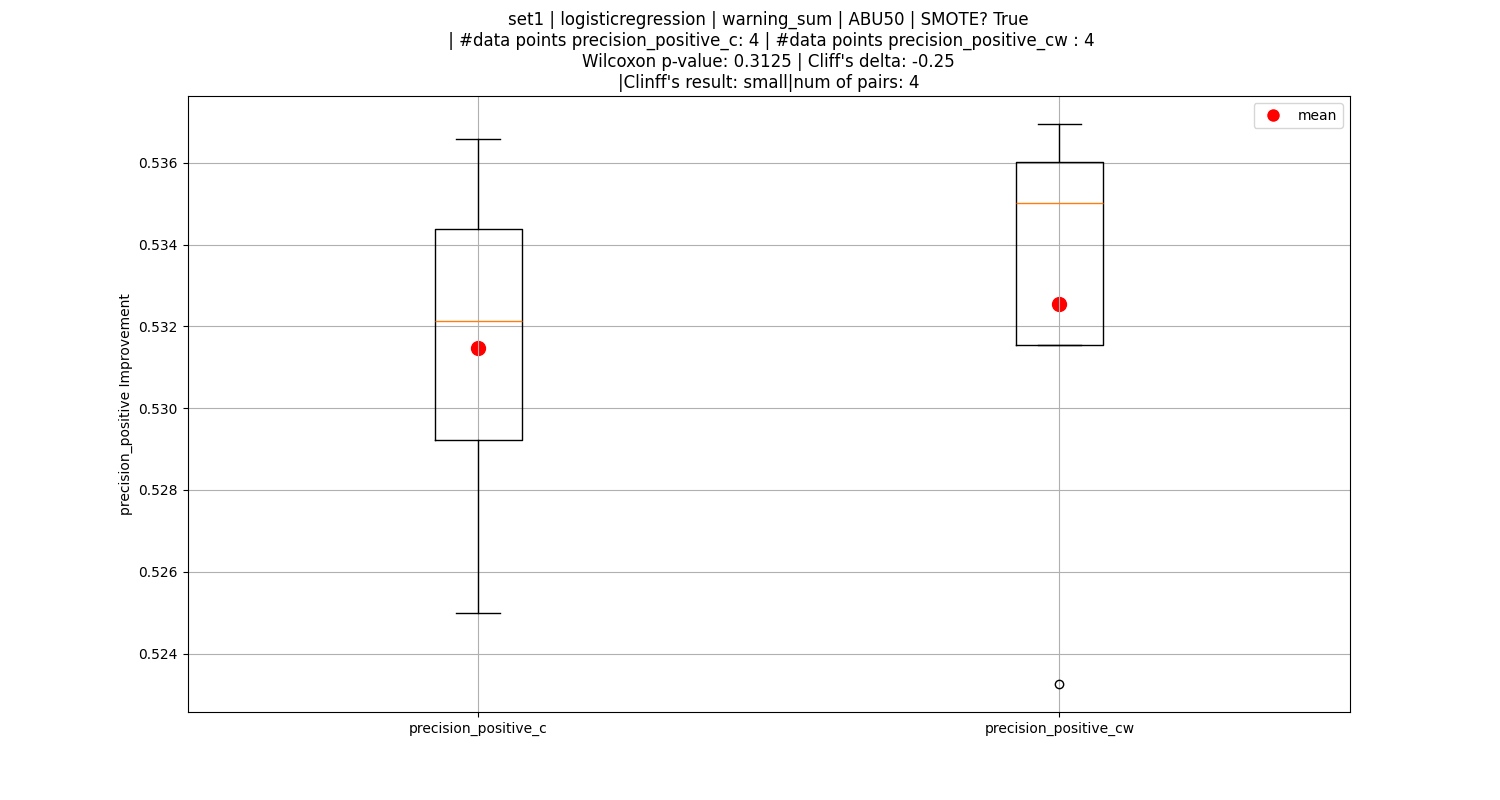 set1 | logisticregression | warning_sum | ABU50 | SMOTE? True
| #data points precision_positive_c: 4 | #data points precision_positive_cw : 4
Wilcoxon p-value: 0.3125 | Cliff's delta: -0.25
|Clinff's result: small|num of pairs: 4
mean
0.536
0.534
0.532
0.530
0.528
0.526
0.524
precision_positive Improvement
precision_positive_c
precision_positive_cw